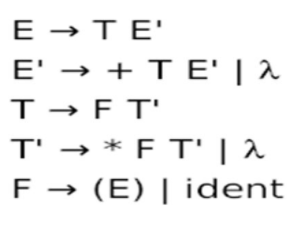 E → T E'
E' → + T E' | λ
T → F T'
T' → * F T' | λ
F → (E) | ident